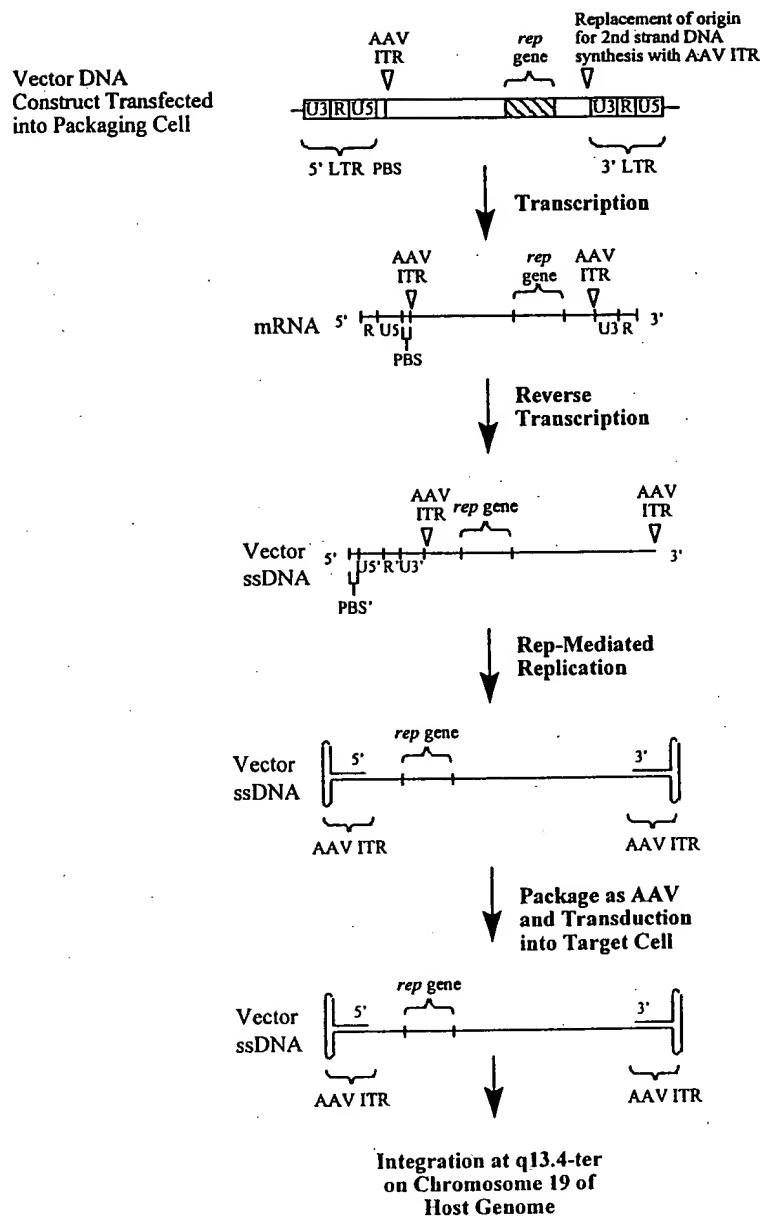 Replacement of origin
for 2nd strand DNA
synthesis with AAV ITR
AAV
ITR
rep
gene
Vector DNA
Construct Transfected
into Packaging Cell
U3 R U5
U3 R U5
5' LTR PBS
3' LTR
Transcription
AAV
ITR
rep
gene
AAV
ITR
mRNA
5'
3'
R U5
U3 R
PBS
Reverse
Transcription
AAV
ITR
rep gene
AAV
ITR
Vector
ssDNA
5'
3'
U5' R' U3'
PBS'
Rep-Mediated
Replication
rep gene
Vector
ssDNA
5'
3'
AAV ITR
AAV ITR
Package as AAV
and Transduction
into Target Cell
rep gene
Vector
ssDNA
5'
3'
AAV ITR
AAV ITR
Integration at q13.4-ter
on Chromosome 19 of
Host Genome